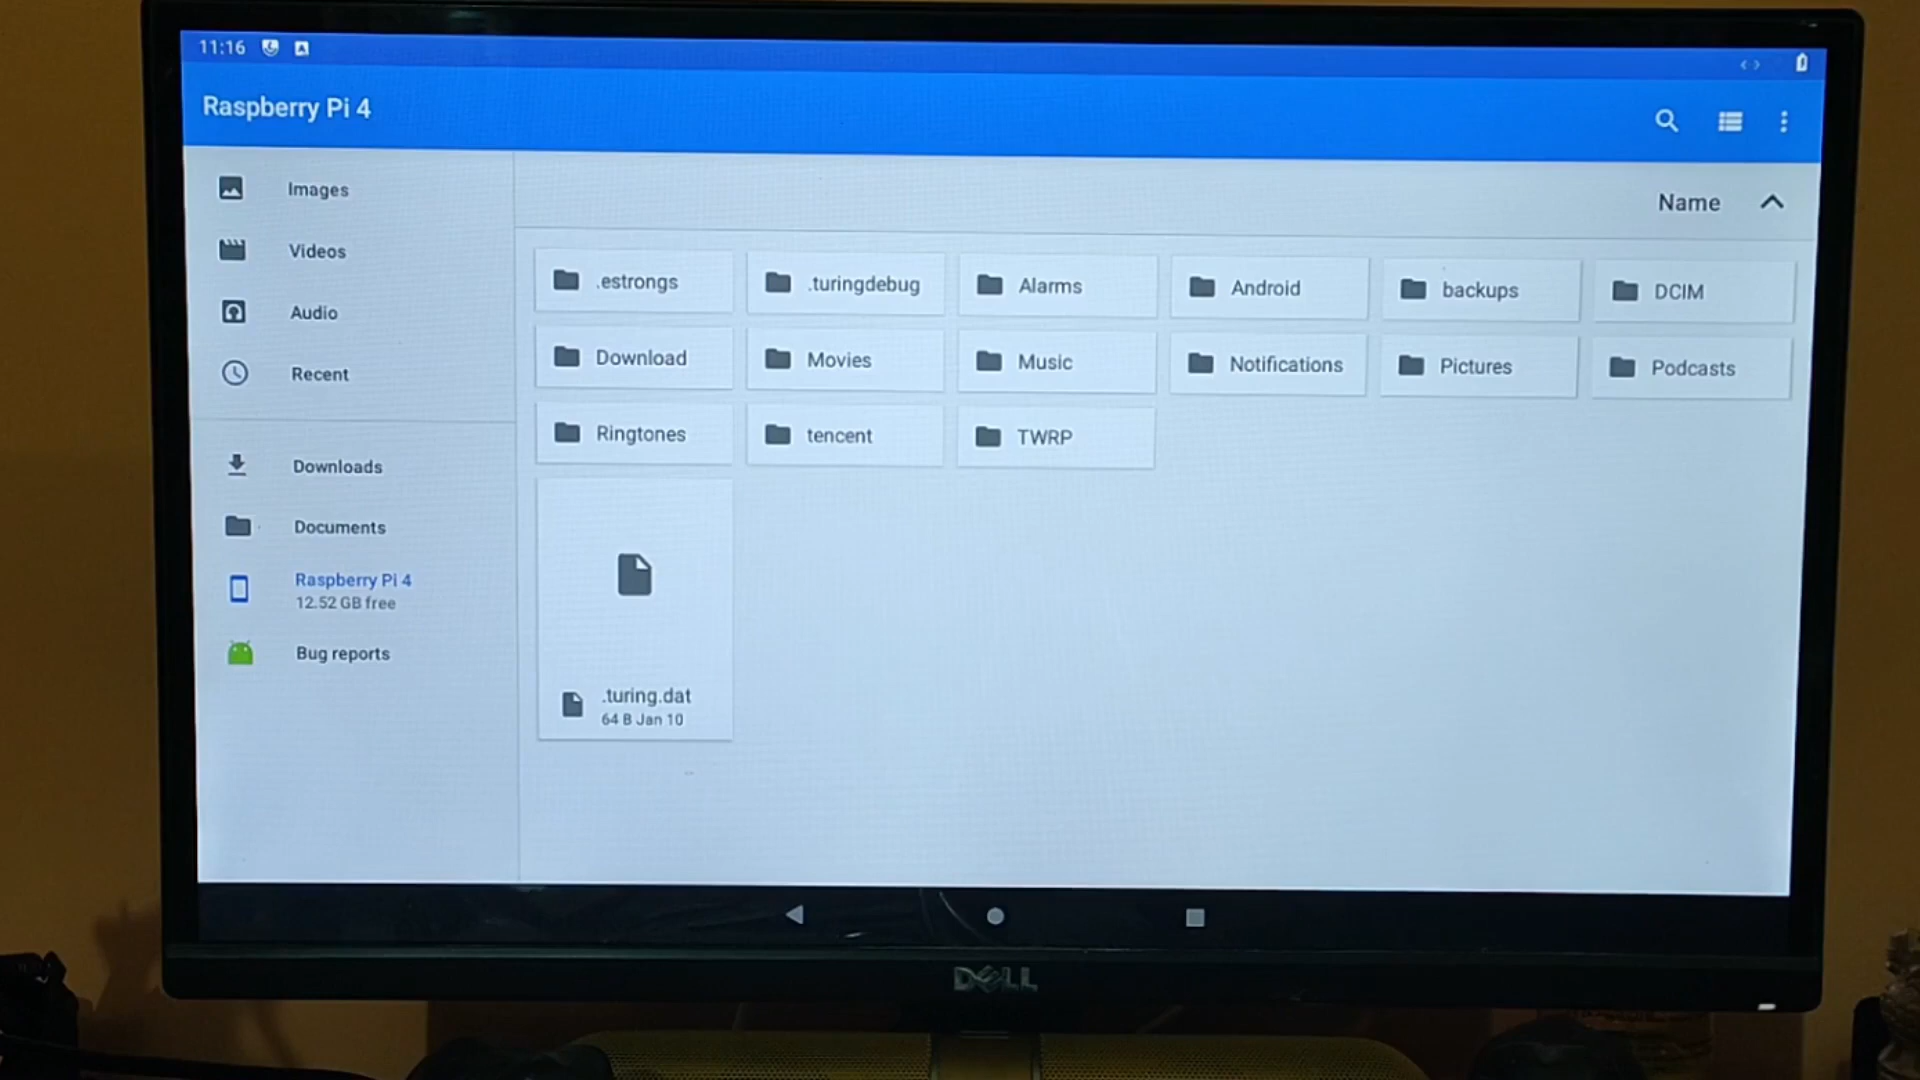 11:16
Raspberry Pi 4
Images
Videos
Audio
Recent
Downloads
Documents
Raspberry Pi 4
12.52 GB free
Bug reports
Name
.estrongs
.turingdebug
Alarms
Android
backups
DCIM
Download
Movies
Music
Notifications
Pictures
Podcasts
Ringtones
tencent
TWRP
.turing.dat
64 B Jan 10
DELL